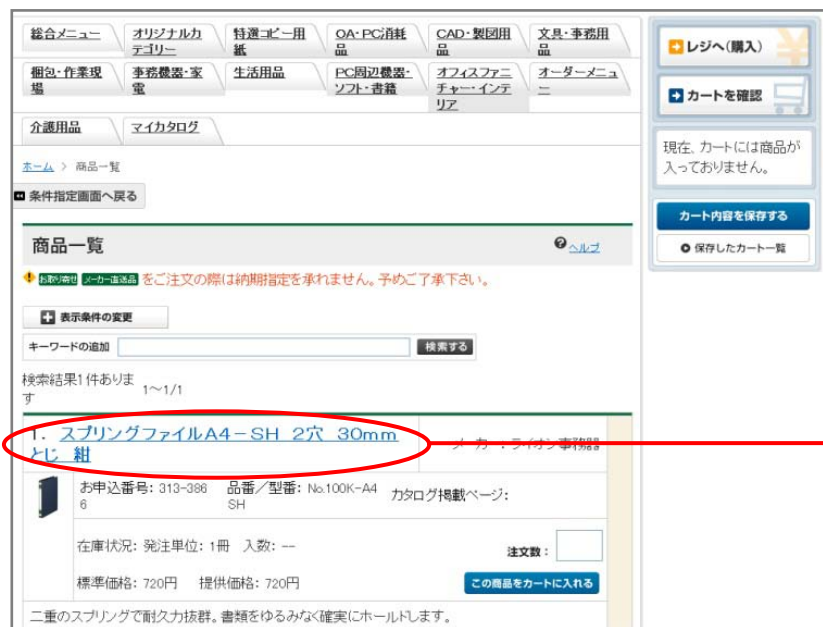 総合メニュー
オリジナルカテゴリー
特選コピー用紙
OA・PC消耗品
CAD・製図用品
文具・事務用品
梱包・作業現場
事務機器・家電
生活用品
PC周辺機器・ソフト・書籍
オフィスファニチャー・インテリア
オーダーメニュー
介護用品
マイカタログ
ホーム > 商品一覧
条件指定画面へ戻る
商品一覧
ヘルプ
お取り寄せ メーカー直送品 をご注文の際は納期指定を承れません。予めご了承下さい。
表示条件の変更
キーワードの追加
検索する
検索結果1件あります
1～1/1
1. スプリングファイルA4-SH 2穴 30mm
とじ 紺
メーカー:ライオン事務器
お申込番号: 313-3866
品番/型番: No.100K-A4SH
カタログ掲載ページ:
在庫状況: 発注単位: 1冊 入数: --
注文数:
標準価格: 720円 提供価格: 720円
この商品をカートに入れる
二重のスプリングで耐久力抜群。書類をゆるみなく確実にホールドします。
レジへ(購入)
カートを確認
現在、カートには商品が
入っておりません。
カート内容を保存する
保存したカート一覧